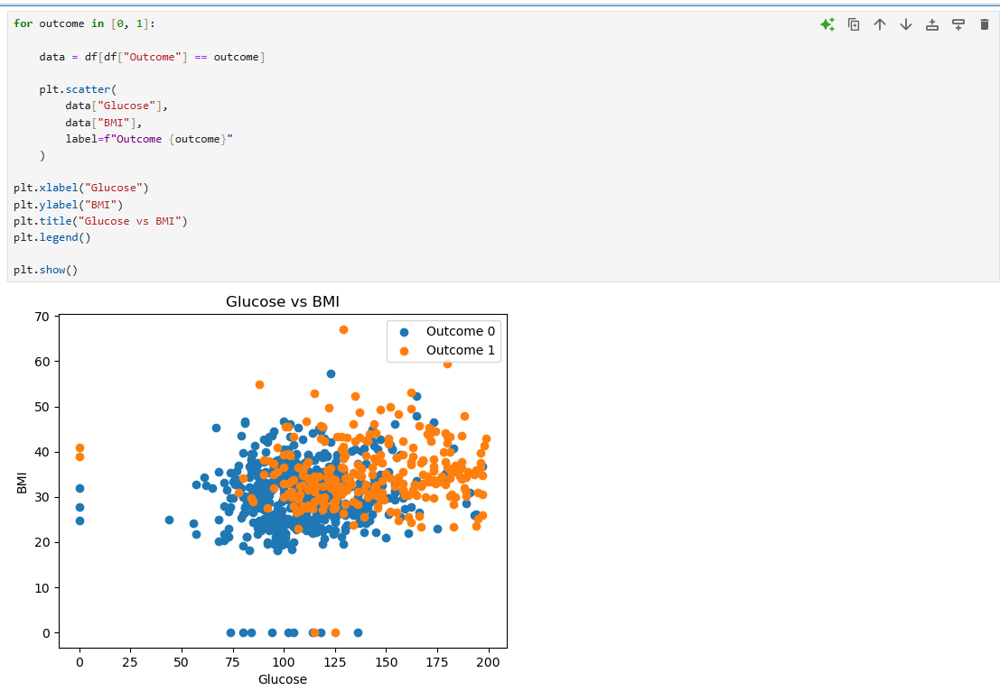 for outcome in [0, 1]:
    data = df[df["Outcome"] == outcome]
    plt.scatter(
        data["Glucose"],
        data["BMI"],
        label=f"Outcome {outcome}"
    )
plt.xlabel("Glucose")
plt.ylabel("BMI")
plt.title("Glucose vs BMI")
plt.legend()
plt.show()
Glucose vs BMI
Outcome 0
Outcome 1
BMI
70
60
50
40
30
20
10
0
0 25 50 75 100 125 150 175 200
Glucose